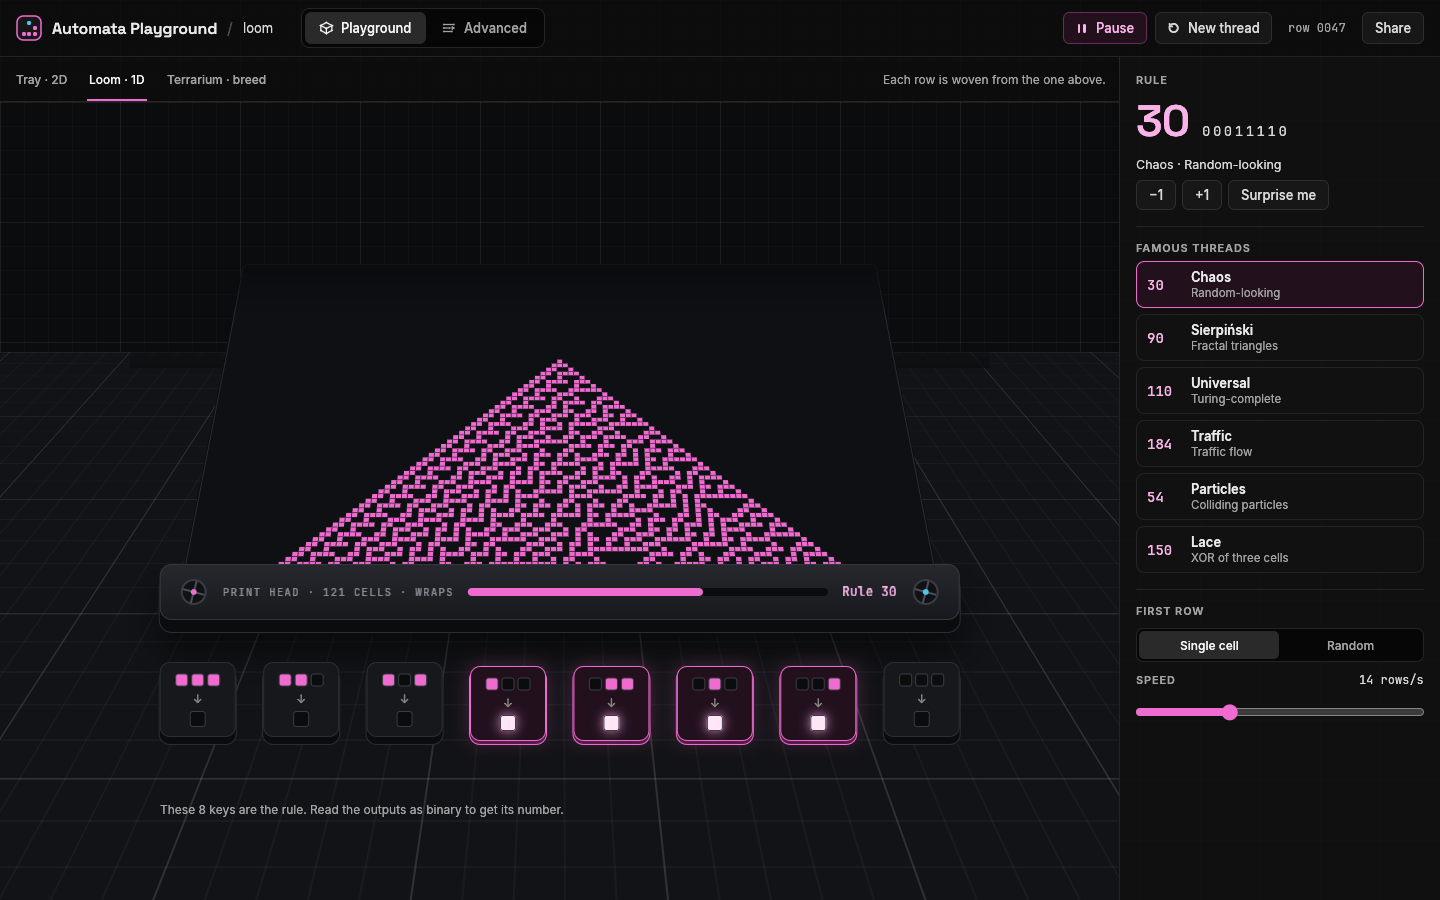 Automata Playground / loom
Playground
Advanced
Pause
New thread
row 0047
Share
Tray · 2D
Loom · 1D
Terrarium · breed
Each row is woven from the one above.
RULE
30 00011110
Chaos · Random-looking
−1
+1
Surprise me
FAMOUS THREADS
30 Chaos
Random-looking
90 Sierpiński
Fractal triangles
110 Universal
Turing-complete
184 Traffic
Traffic flow
54 Particles
Colliding particles
150 Lace
XOR of three cells
FIRST ROW
Single cell
Random
SPEED
14 rows/s
PRINT HEAD · 121 CELLS · WRAPS
Rule 30
These 8 keys are the rule. Read the outputs as binary to get its number.